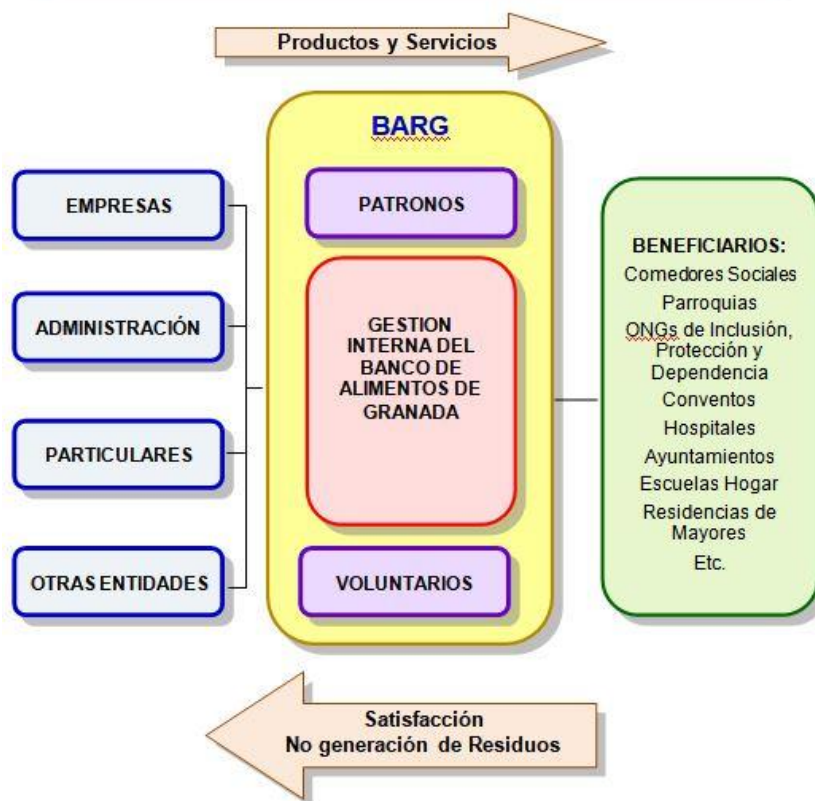 Productos y Servicios
BARG
EMPRESAS
ADMINISTRACIÓN
PARTICULARES
OTRAS ENTIDADES
PATRONOS
GESTION
INTERNA DEL
BANCO DE
ALIMENTOS DE
GRANADA
VOLUNTARIOS
BENEFICIARIOS:
Comedores Sociales
Parroquias
ONGs de Inclusión,
Protección y
Dependencia
Conventos
Hospitales
Ayuntamientos
Escuelas Hogar
Residencias de
Mayores
Etc.
Satisfacción
No generación de Residuos